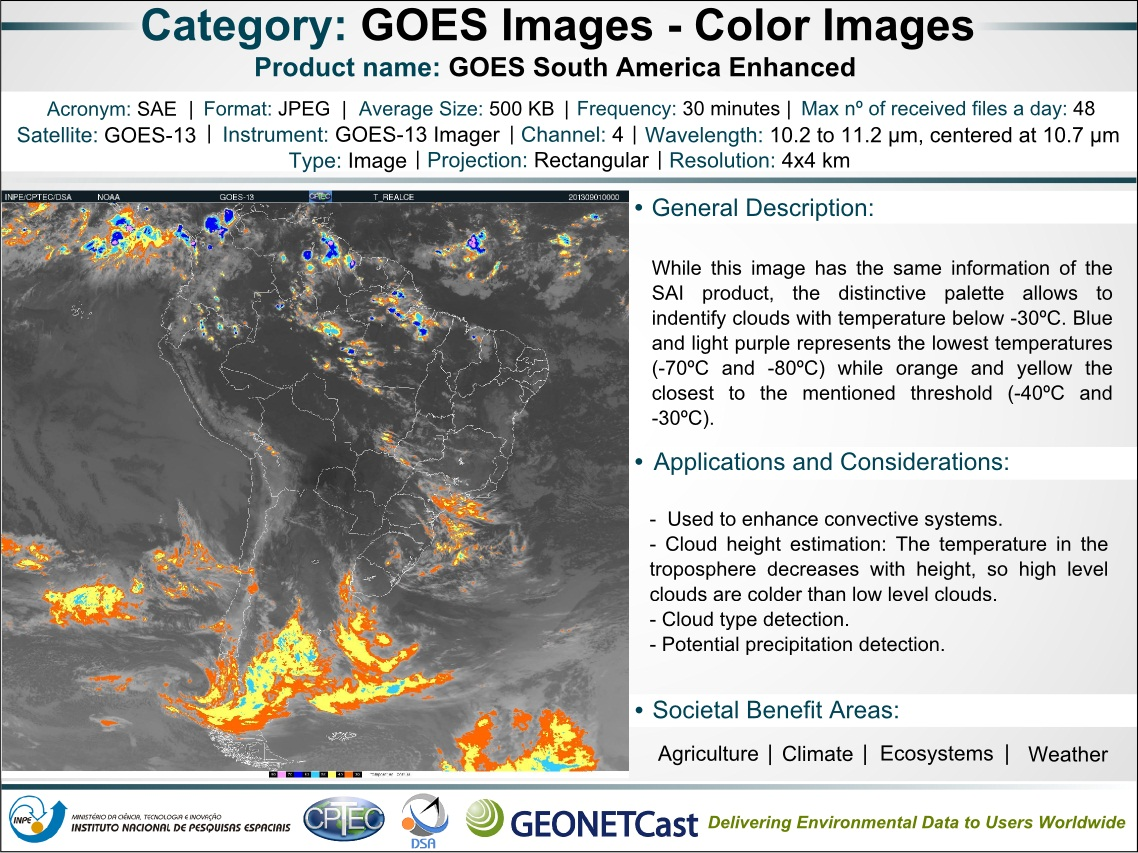 Category: GOES Images - Color Images
Product name: GOES South America Enhanced
Acronym: SAE | Format: JPEG | Average Size: 500 KB | Frequency: 30 minutes | Max nº of received files a day: 48
Satellite: GOES-13 | Instrument: GOES-13 Imager | Channel: 4 | Wavelength: 10.2 to 11.2 µm, centered at 10.7 µm
Type: Image | Projection: Rectangular | Resolution: 4x4 km
INPE/CPTEC/DSA NOAA GOES-13 CPTEC T_REALCE 201309010000
• General Description:
While this image has the same information of the
SAI product, the distinctive palette allows to
indentify clouds with temperature below -30ºC. Blue
and light purple represents the lowest temperatures
(-70ºC and -80ºC) while orange and yellow the
closest to the mentioned threshold (-40ºC and
-30ºC).
• Applications and Considerations:
- Used to enhance convective systems.
- Cloud height estimation: The temperature in the
troposphere decreases with height, so high level
clouds are colder than low level clouds.
- Cloud type detection.
- Potential precipitation detection.
• Societal Benefit Areas:
Agriculture | Climate | Ecosystems | Weather
INPE
MINISTÉRIO DA CIÊNCIA, TECNOLOGIA E INOVAÇÃO
INSTITUTO NACIONAL DE PESQUISAS ESPACIAIS
CPTEC
DSA
GEONETCast
Delivering Environmental Data to Users Worldwide